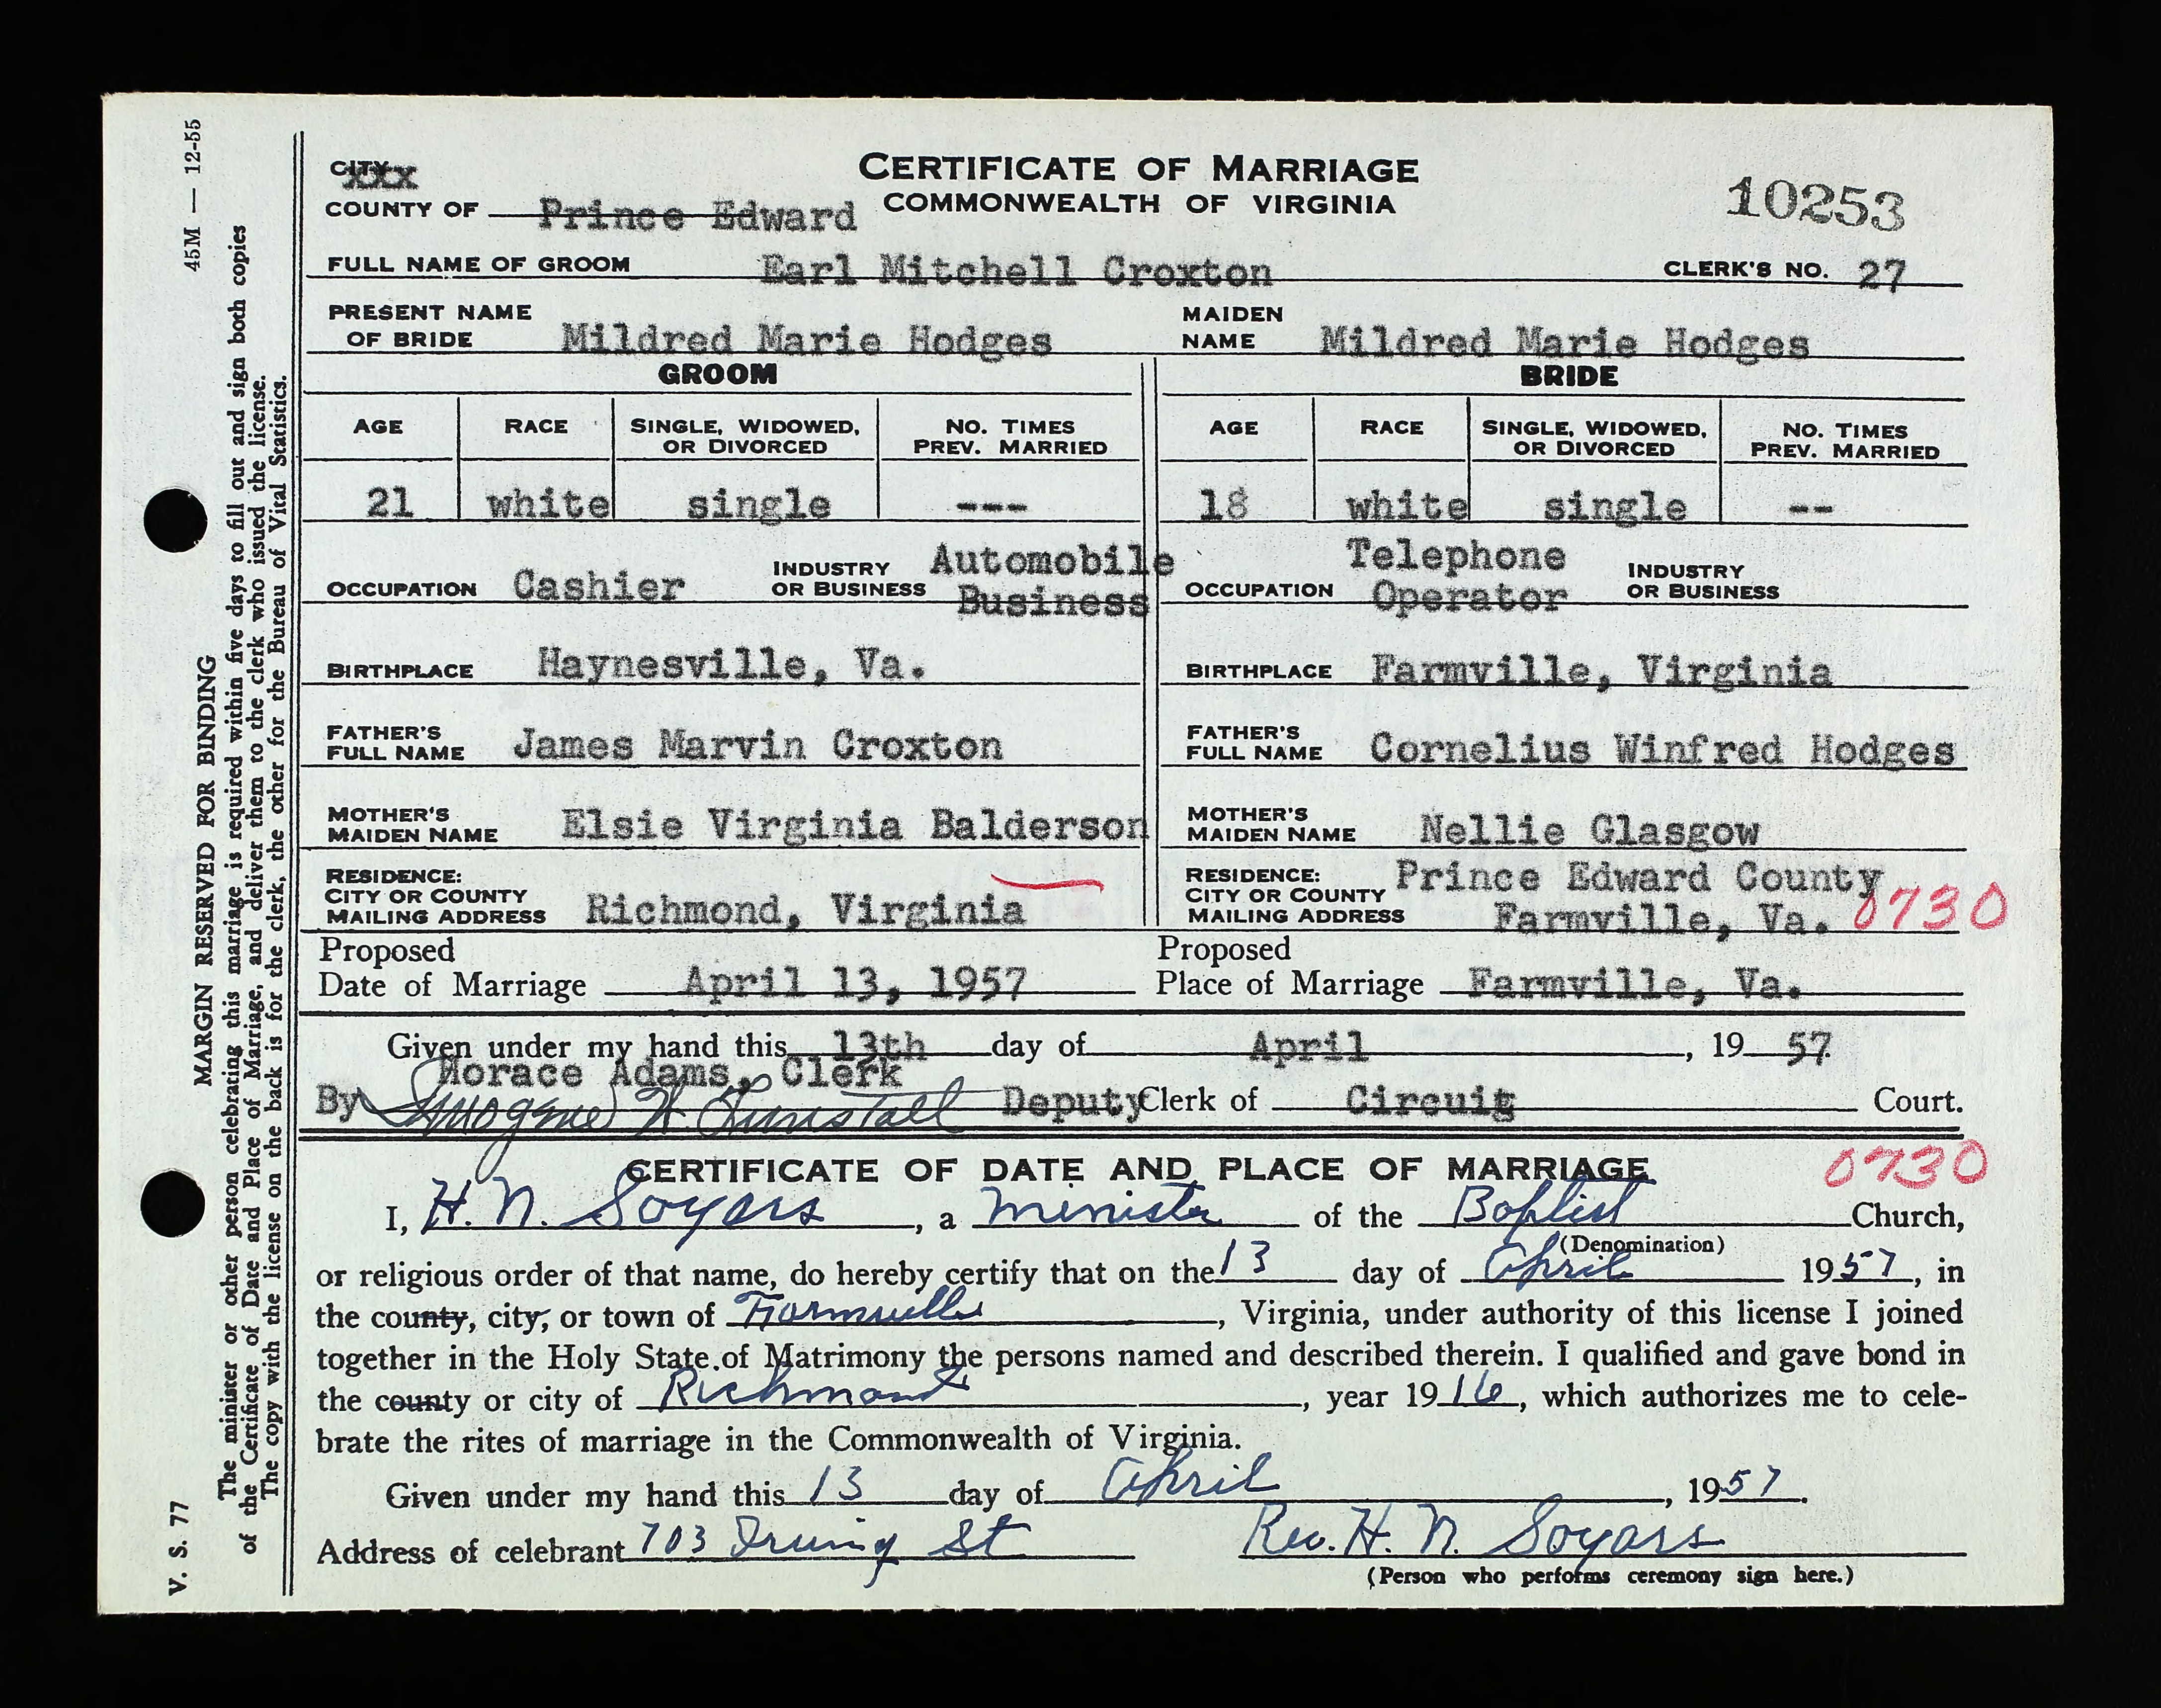 CITY xxx
CERTIFICATE OF MARRIAGE
10253
COUNTY OF Prince Edward
COMMONWEALTH OF VIRGINIA
FULL NAME OF GROOM Earl Mitchell Croxton CLERK'S NO. 27
PRESENT NAME OF BRIDE Mildred Marie Hodges MAIDEN NAME Mildred Marie Hodges
GROOM BRIDE
AGE RACE SINGLE, WIDOWED, OR DIVORCED NO. TIMES PREV. MARRIED AGE RACE SINGLE, WIDOWED, OR DIVORCED NO. TIMES PREV. MARRIED
21 white single --- 18 white single --
OCCUPATION Cashier INDUSTRY OR BUSINESS Automobile Business OCCUPATION Telephone Operator INDUSTRY OR BUSINESS
BIRTHPLACE Haynesville, Va. BIRTHPLACE Farmville, Virginia
FATHER'S FULL NAME James Marvin Croxton FATHER'S FULL NAME Cornelius Winfred Hodges
MOTHER'S MAIDEN NAME Elsie Virginia Balderson MOTHER'S MAIDEN NAME Nellie Glasgow
RESIDENCE: CITY OR COUNTY MAILING ADDRESS Richmond, Virginia RESIDENCE: CITY OR COUNTY MAILING ADDRESS Prince Edward County Farmville, Va. 0730
Proposed Date of Marriage April 13, 1957 Proposed Place of Marriage Farmville, Va.
Given under my hand this 13th day of April, 19 57
Horace Adams, Clerk
By Imogene W. Tunstall Deputy Clerk of Circuit Court.
CERTIFICATE OF DATE AND PLACE OF MARRIAGE 0730
I, H. N. Soyars, a minister of the Baptist Church,
(Denomination)
or religious order of that name, do hereby certify that on the 13 day of April 1957, in
the county, city, or town of Farmville, Virginia, under authority of this license I joined
together in the Holy State of Matrimony the persons named and described therein. I qualified and gave bond in
the county or city of Richmond, year 1916, which authorizes me to cele-
brate the rites of marriage in the Commonwealth of Virginia.
Given under my hand this 13 day of April, 1957.
Address of celebrant 703 Irving St Rev. H. N. Soyars
(Person who performs ceremony sign here.)
V. S. 77 MARGIN RESERVED FOR BINDING 45M — 12-55
The minister or other person celebrating this marriage is required within five days to fill out and sign both copies
of the Certificate of Date and Place of Marriage, and deliver them to the clerk who issued the license.
The copy with the license on the back is for the clerk, the other for the Bureau of Vital Statistics.